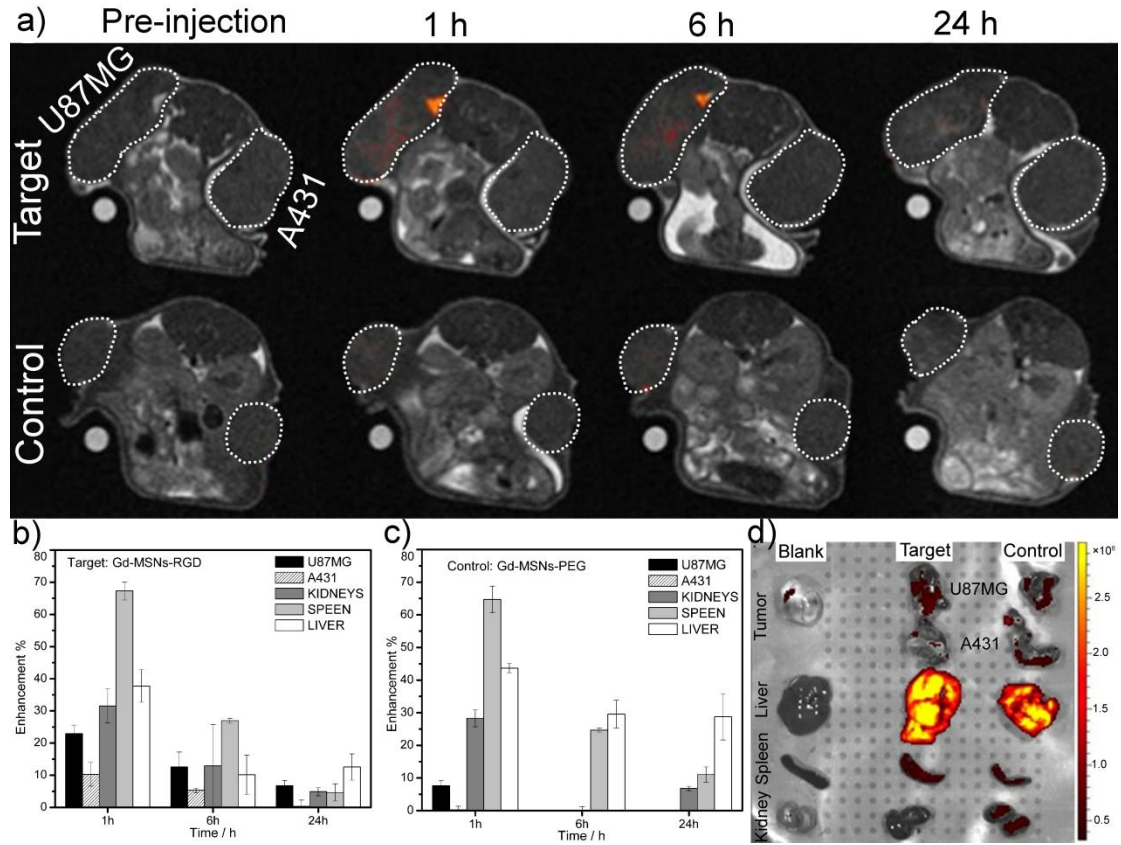 a)
Pre-injection
1 h
6 h
24 h
Target
U87MG
A431
Control
b)
Target: Gd-MSNs-RGD
U87MG
A431
KIDNEYS
SPEEN
LIVER
Enhancement %
80
70
60
50
40
30
20
10
0
1h
6h
24h
Time / h
c)
Control: Gd-MSNs-PEG
U87MG
A431
KIDNEYS
SPEEN
LIVER
Enhancement %
80
70
60
50
40
30
20
10
0
1h
6h
24h
Time / h
d)
Blank
Target
Control
Tumor
U87MG
A431
Liver
Spleen
Kidney
×10⁸
2.5
2.0
1.5
1.0
0.5